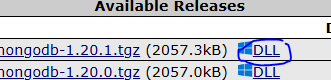 Available Releases
D
mongodb-1.20.1.tgz (2057.3kB) DLL
mongodb-1.20.0.tgz (2057.0kB) DLL